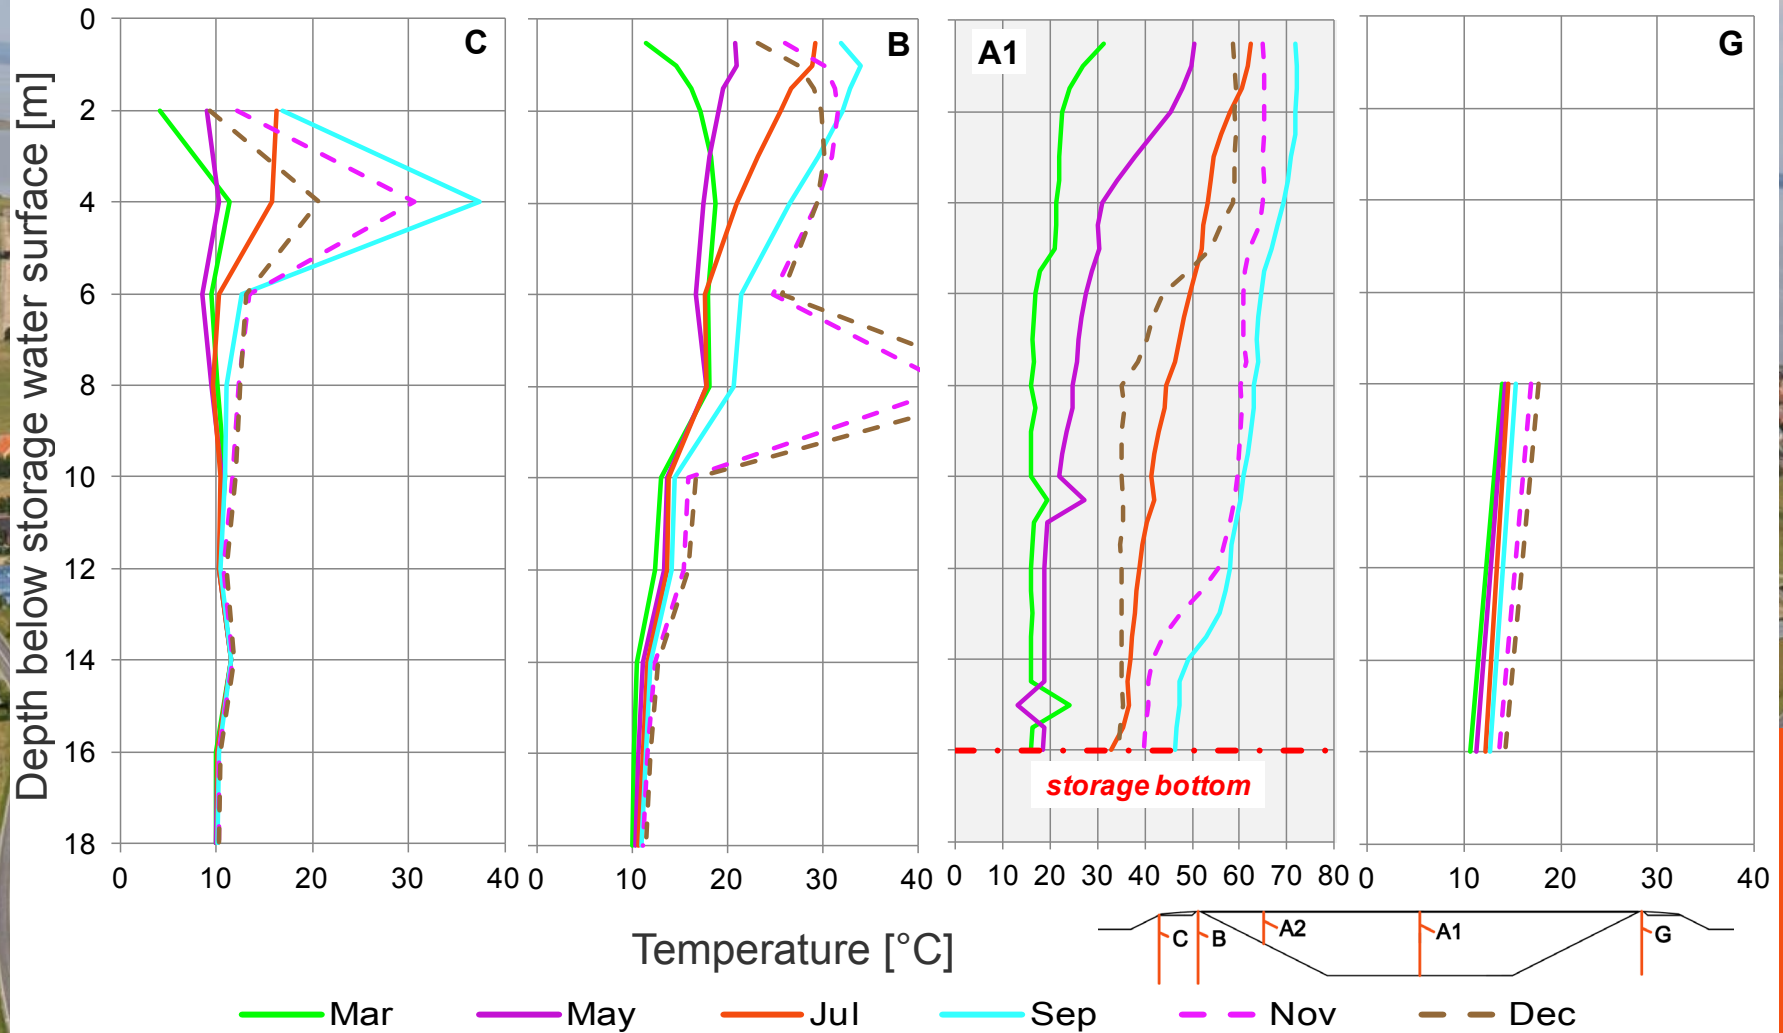 Depth below storage water surface [m]
0
2
4
6
8
10
12
14
16
18
C
0 10 20 30 40
B
0 10 20 30 40
A1
storage bottom
0 10 20 30 40 50 60 70 80
G
0 10 20 30 40
Temperature [°C]
C B A2 A1 G
Mar May Jul Sep Nov Dec